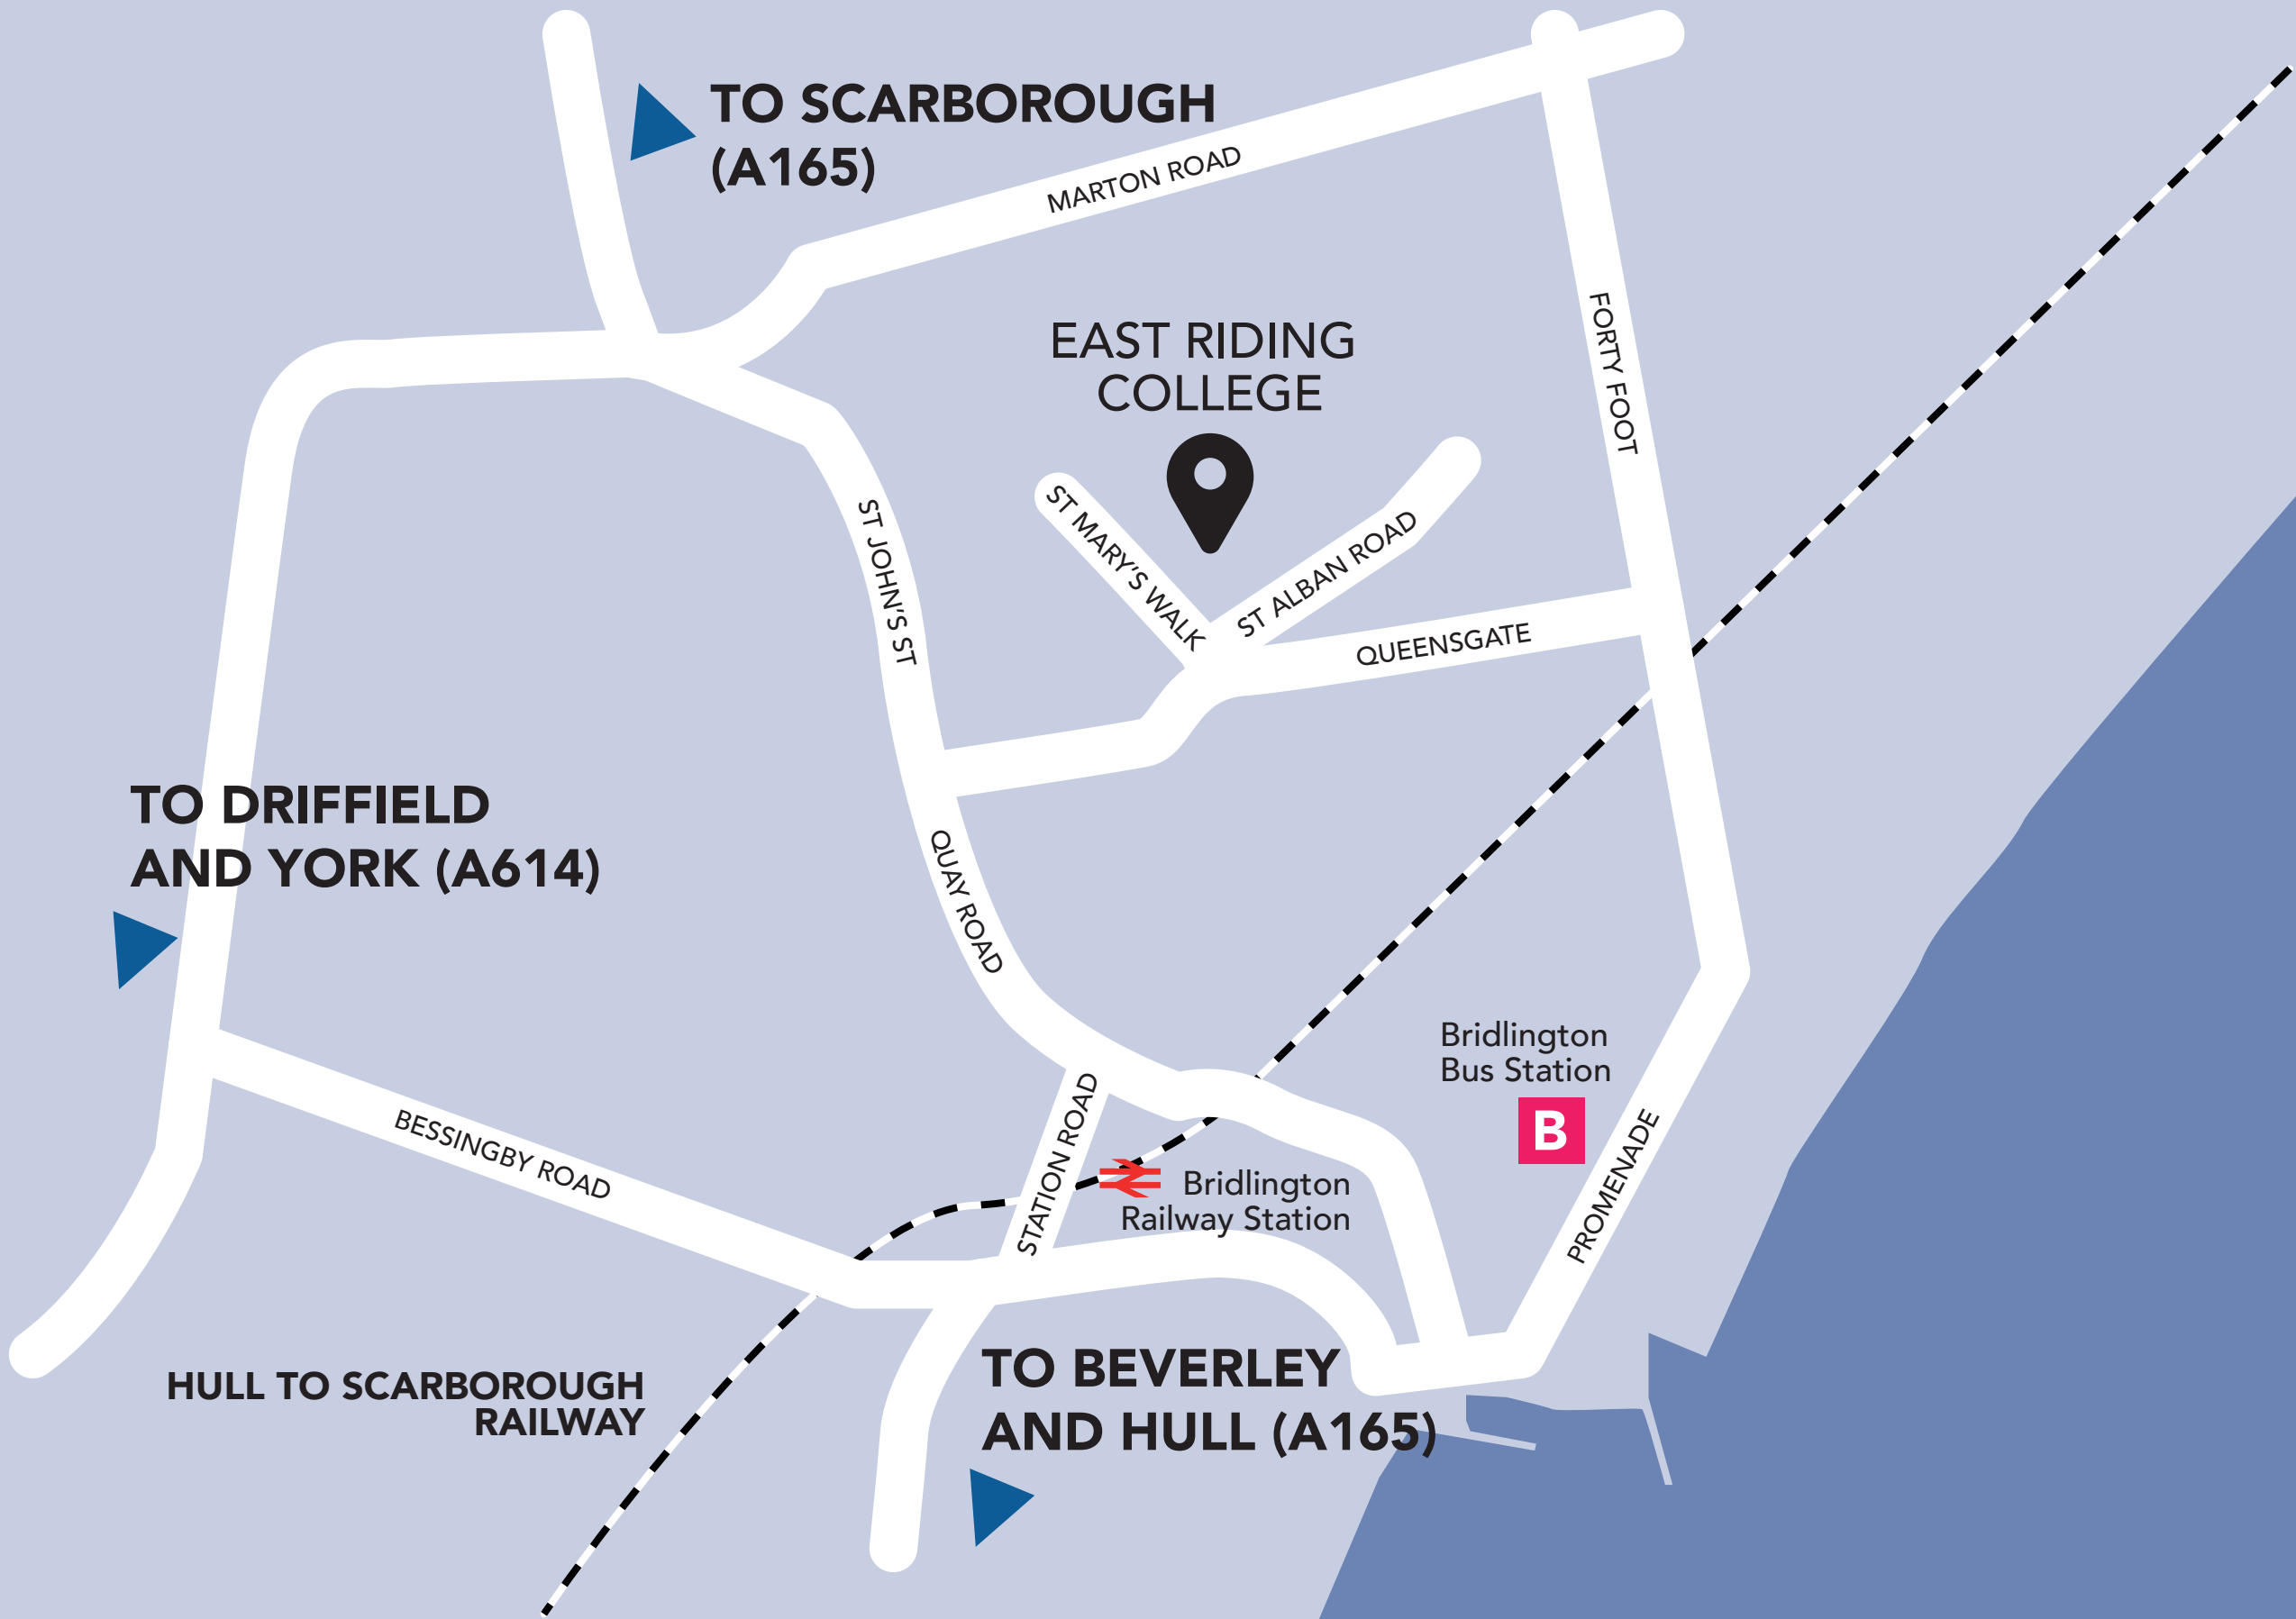 TO SCARBOROUGH
(A165)
MARTON ROAD
FORTY FOOT
EAST RIDING
COLLEGE
ST MARY'S WALK
ST ALBAN ROAD
ST JOHN'S ST
QUEENSGATE
TO DRIFFIELD
AND YORK (A614)
QUAY ROAD
Bridlington
Bus Station
B
PROMENADE
BESSINGBY ROAD
STATION ROAD
Bridlington
Railway Station
HULL TO SCARBOROUGH
RAILWAY
TO BEVERLEY
AND HULL (A165)